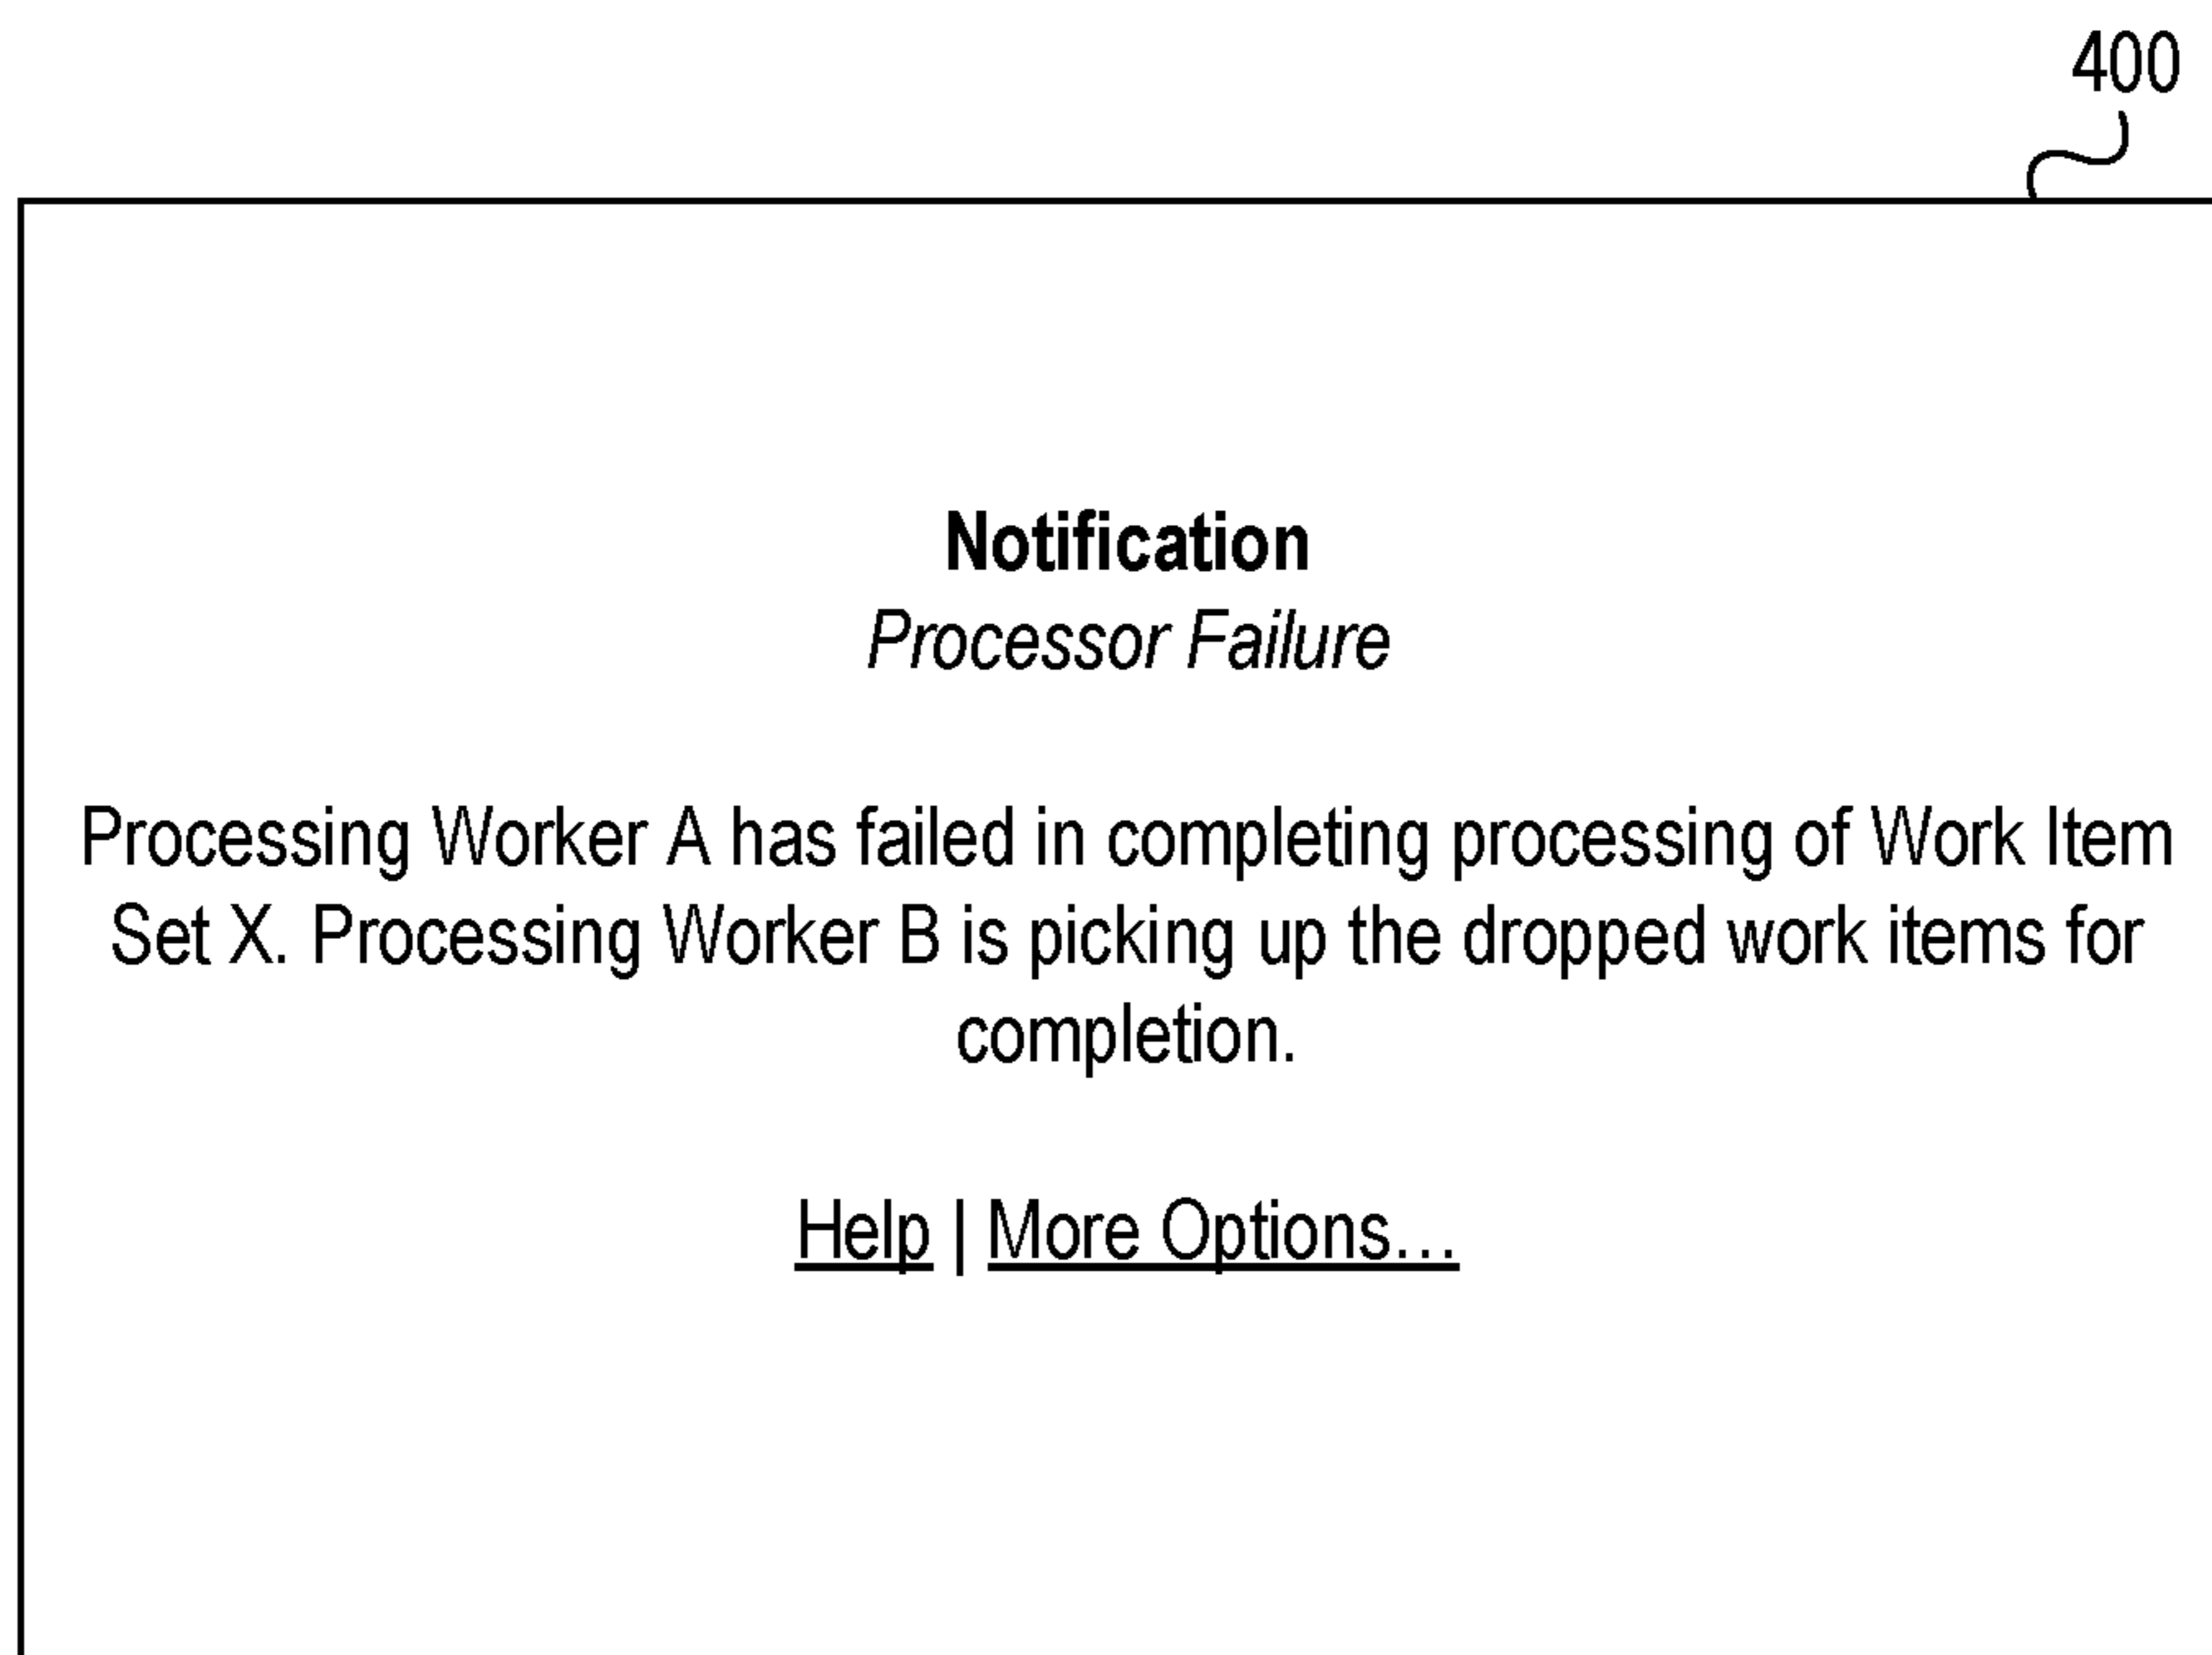 400
Notification
Processor Failure
Processing Worker A has failed in completing processing of Work Item
Set X. Processing Worker B is picking up the dropped work items for
completion.
Help | More Options...